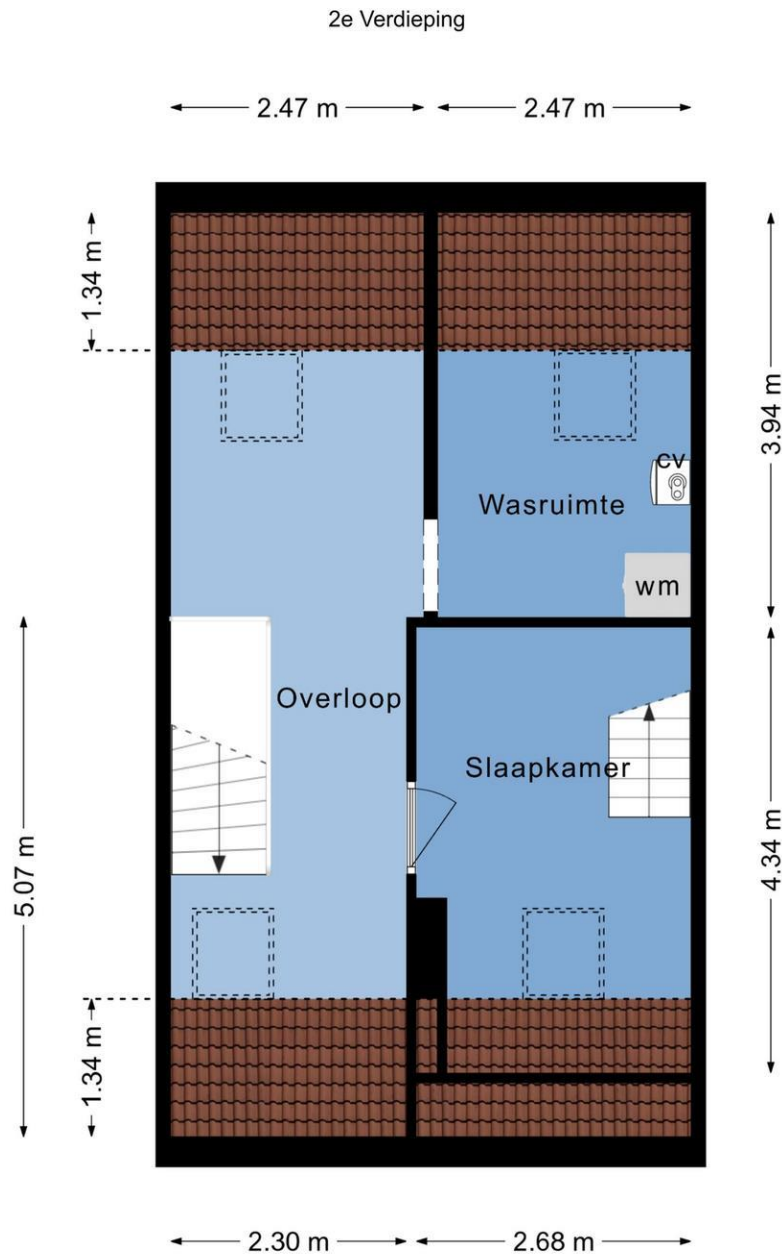 2e Verdieping
2.47 m
2.47 m
1.34 m
3.94 m
cv
Wasruimte
wm
Overloop
Slaapkamer
5.07 m
4.34 m
1.34 m
2.30 m
2.68 m